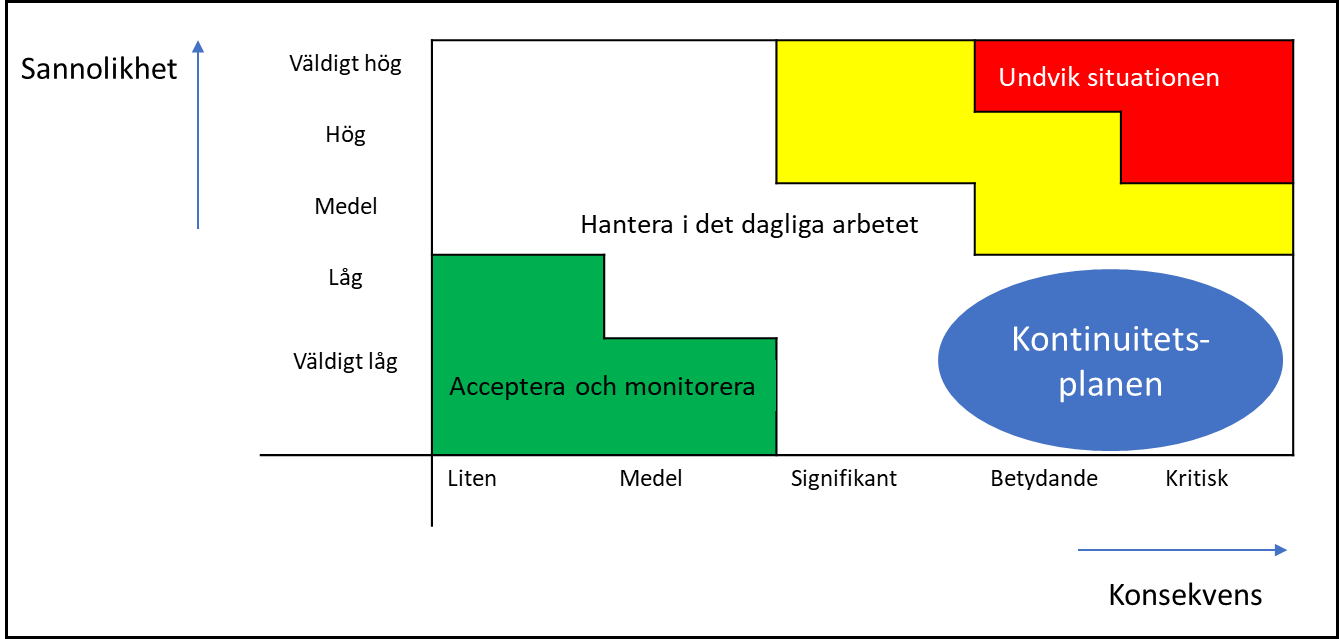 Sannolikhet
Väldigt hög
Undvik situationen
Hög
Medel
Hantera i det dagliga arbetet
Låg
Kontinuitets-
planen
Väldigt låg
Acceptera och monitorera
Liten
Medel
Signifikant
Betydande
Kritisk
Konsekvens